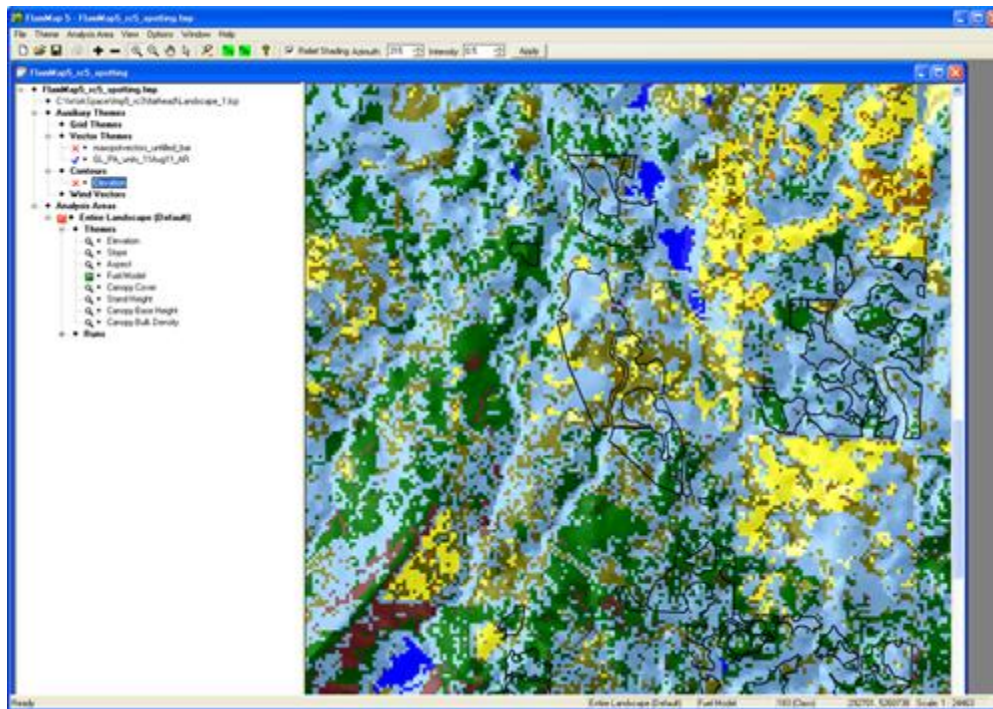 FlamMap 5 - FlamMap5_rc5_spotting.fmp
File Theme Analysis Area View Options Window Help
Relief Shading Azimuth: 315 Intensity: 0.5 Apply
FlamMap5_rc5_spotting
FlamMap5_rc5_spotting.fmp
Auxiliary Themes
Grid Themes
Vector Themes
Contours
Elevation
Wind Vectors
Analysis Areas
Entire Landscape (Default)
Themes
Elevation
Slope
Aspect
Fuel Model
Canopy Cover
Stand Height
Canopy Base Height
Canopy Bulk Density
Runs
Ready Entire Landscape (Default) Fuel Model Scale 1: